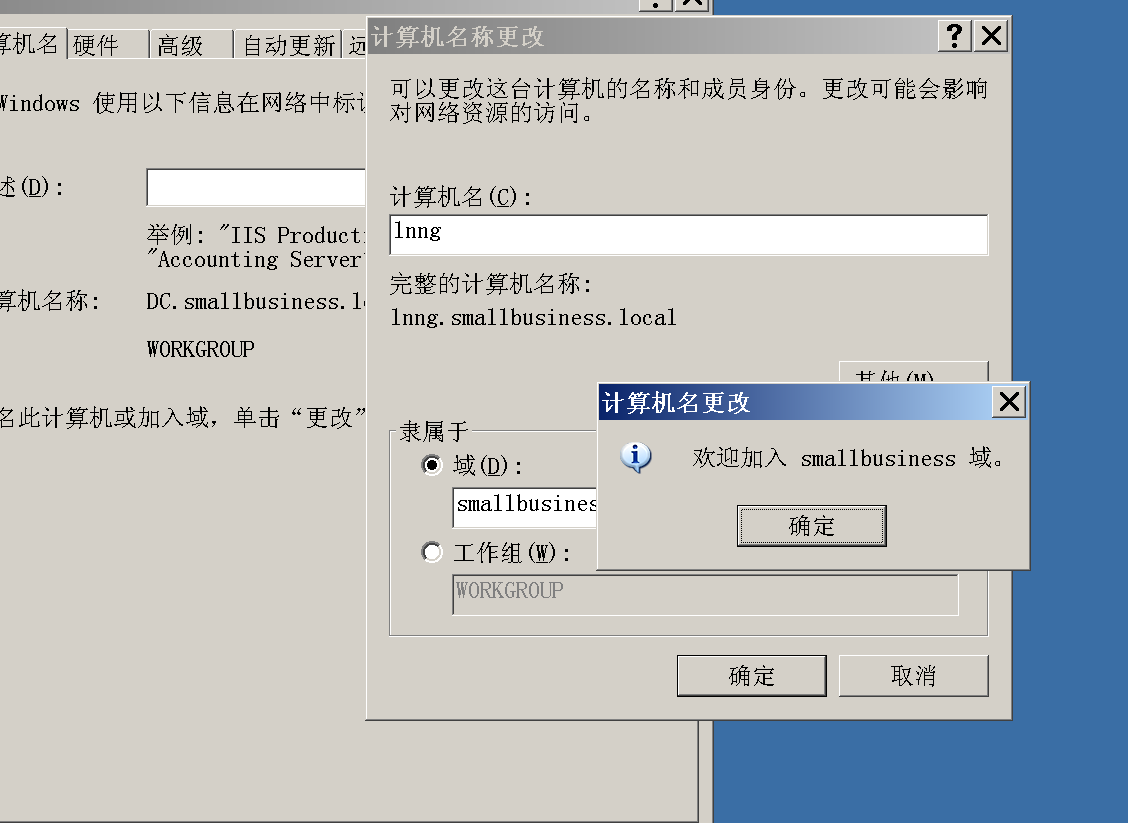 算机名 硬件 高级 自动更新 远
Windows 使用以下信息在网络中标识
述(D):
举例: "IIS Producti
"Accounting Server
算机名称: DC.smallbusiness.lo
WORKGROUP
名此计算机或加入域，单击“更改”
计算机名称更改
可以更改这台计算机的名称和成员身份。更改可能会影响
对网络资源的访问。
计算机名(C):
lnng
完整的计算机名称:
lnng.smallbusiness.local
其他(M)
隶属于
域(D):
smallbusines
工作组(W):
WORKGROUP
确定 取消
计算机名更改
欢迎加入 smallbusiness 域。
确定